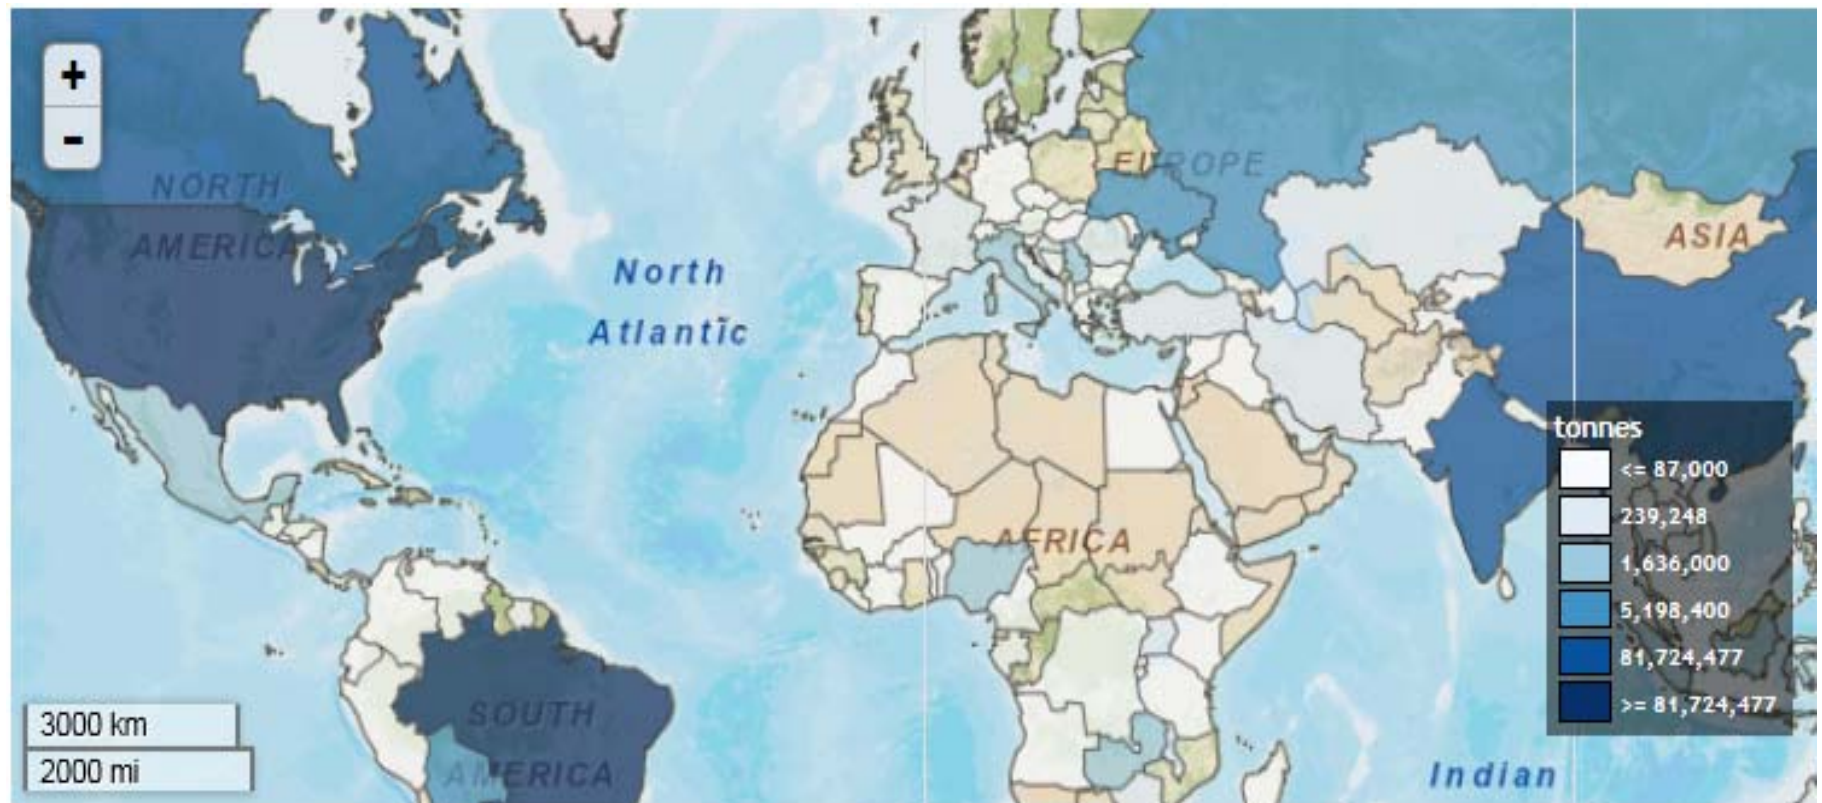 +
-
NORTH
AMERICA
North
Atlantic
EUROPE
ASIA
AFRICA
SOUTH
AMERICA
Indian
3000 km
2000 mi
tonnes
<= 87,000
239,248
1,636,000
5,198,400
81,724,477
>= 81,724,477